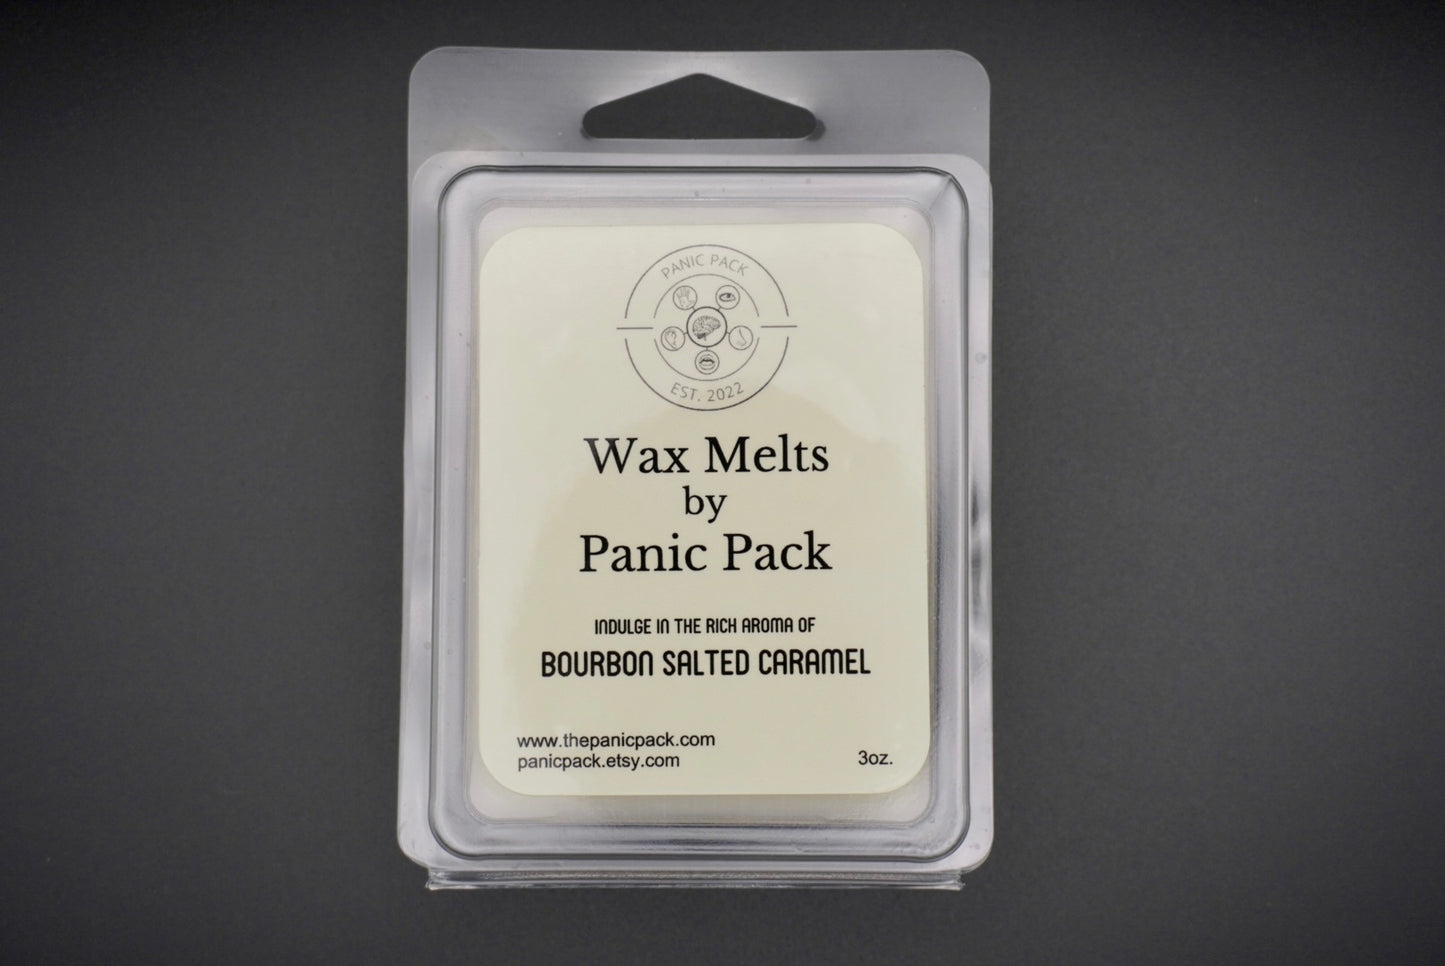 PANIC PACK
EST. 2022
Wax Melts
by
Panic Pack
INDULGE IN THE RICH AROMA OF
BOURBON SALTED CARAMEL
www.thepanicpack.com
panicpack.etsy.com
3oz.